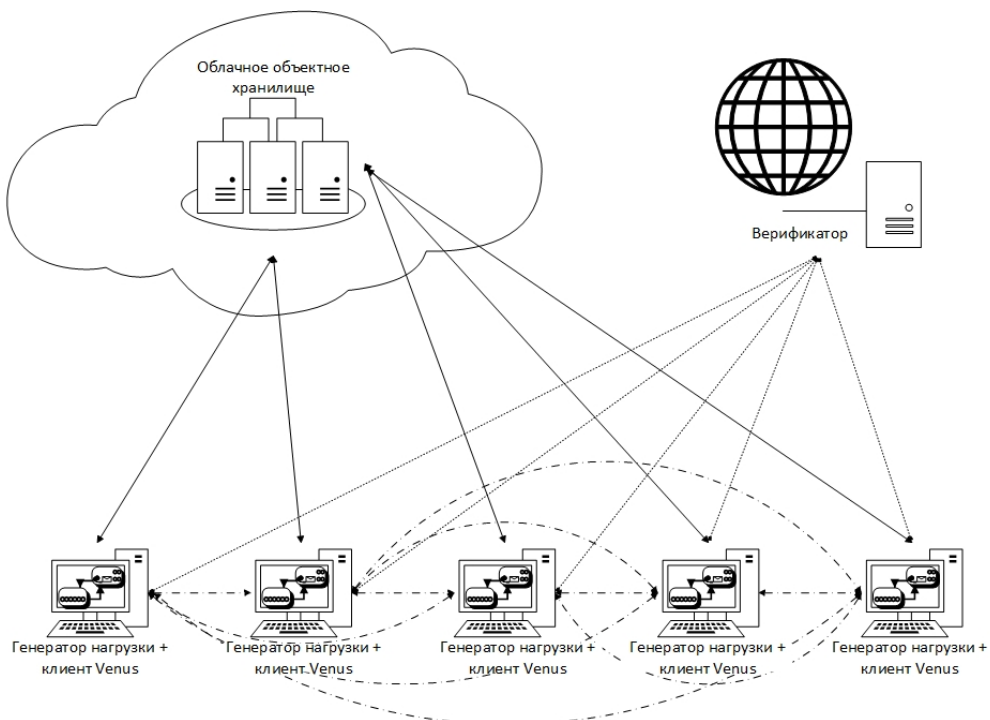 Облачное объектное
хранилище
Верификатор
Генератор нагрузки +
клиент Venus
Генератор нагрузки +
клиент Venus
Генератор нагрузки +
клиент Venus
Генератор нагрузки +
клиент Venus
Генератор нагрузки +
клиент Venus